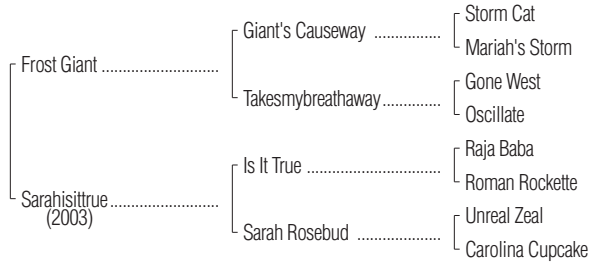 Storm Cat
Giant's Causeway ................
Mariah's Storm
Frost Giant ........................
Gone West
Takesmybreathaway............
Oscillate
Raja Baba
Is It True ............................
Roman Rockette
Sarahisittrue.......................
(2003)
Unreal Zeal
Sarah Rosebud .................
Carolina Cupcake